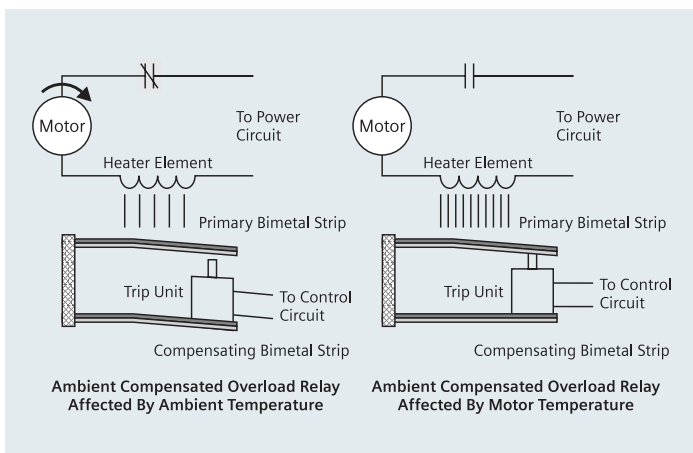 Motor
To Power
Circuit
Heater Element
Primary Bimetal Strip
Trip Unit
To Control
Circuit
Compensating Bimetal Strip
Ambient Compensated Overload Relay
Affected By Ambient Temperature
Motor
To Power
Circuit
Heater Element
Primary Bimetal Strip
Trip Unit
To Control
Circuit
Compensating Bimetal Strip
Ambient Compensated Overload Relay
Affected By Motor Temperature